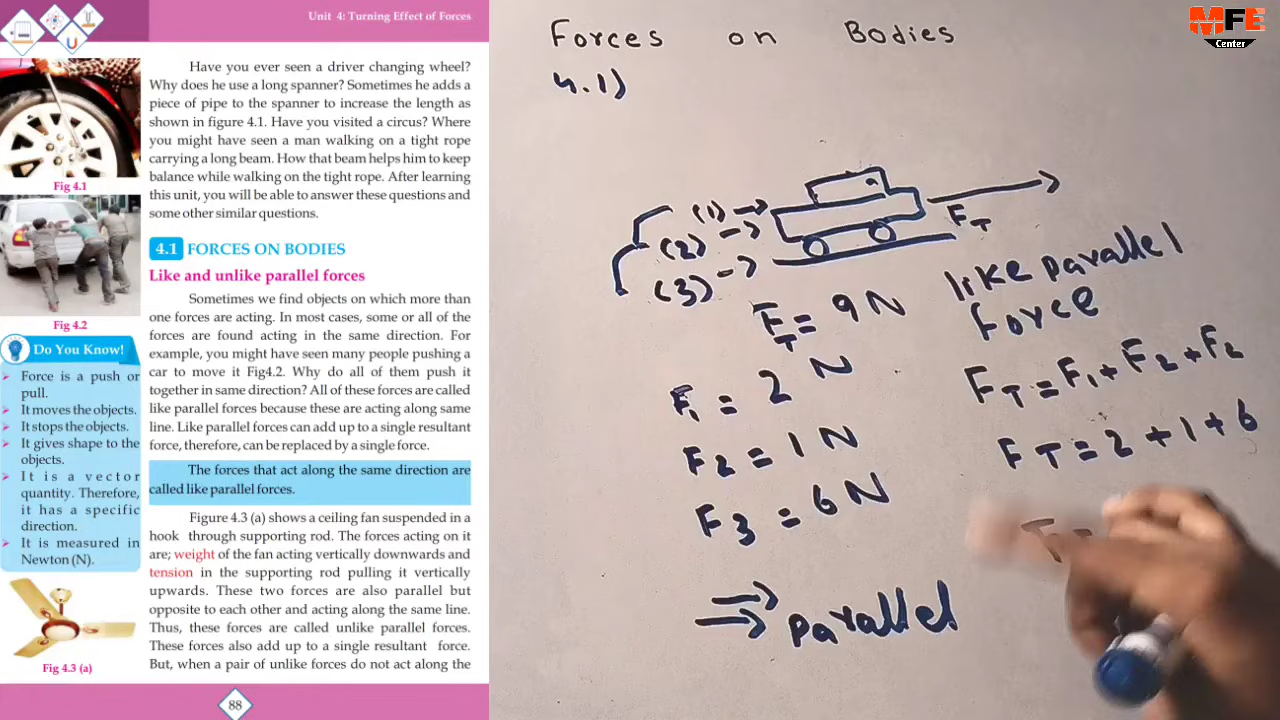 Unit 4: Turning Effect of Forces
Have you ever seen a driver changing wheel?
Why does he use a long spanner? Sometimes he adds a
piece of pipe to the spanner to increase the length as
shown in figure 4.1. Have you visited a circus? Where
you might have seen a man walking on a tight rope
carrying a long beam. How that beam helps him to keep
balance while walking on the tight rope. After learning
this unit, you will be able to answer these questions and
some other similar questions.
Fig 4.1
4.1 FORCES ON BODIES
Like and unlike parallel forces
Sometimes we find objects on which more than
one forces are acting. In most cases, some or all of the
forces are found acting in the same direction. For
example, you might have seen many people pushing a
car to move it Fig4.2. Why do all of them push it
together in same direction? All of these forces are called
like parallel forces because these are acting along same
line. Like parallel forces can add up to a single resultant
force, therefore, can be replaced by a single force.
The forces that act along the same direction are
called like parallel forces.
Figure 4.3 (a) shows a ceiling fan suspended in a
hook through supporting rod. The forces acting on it
are; weight of the fan acting vertically downwards and
tension in the supporting rod pulling it vertically
upwards. These two forces are also parallel but
opposite to each other and acting along the same line.
Thus, these forces are called unlike parallel forces.
These forces also add up to a single resultant force.
But, when a pair of unlike forces do not act along the
Fig 4.2
Do You Know!
Force is a push or
pull.
It moves the objects.
It stops the objects.
It gives shape to the
objects.
It is a vector
quantity. Therefore,
it has a specific
direction.
It is measured in
Newton (N).
Fig 4.3 (a)
88
Forces on Bodies
4.1)
(1)
(2)
(3)
FT
FT = 9 N
F1 = 2 N
F2 = 1 N
F3 = 6 N
parallel
like parallel
force
FT = F1 + F2 + F2
FT = 2 + 1 + 6
MFE
Center